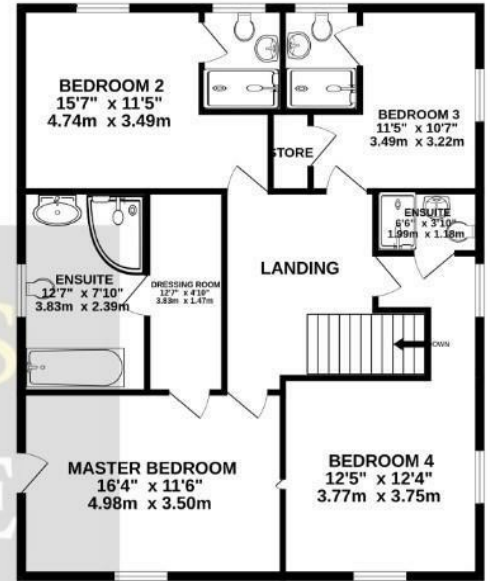 BEDROOM 2
15'7" x 11'5"
4.74m x 3.49m
BEDROOM 3
11'5" x 10'7"
3.49m x 3.22m
STORE
ENSUITE
6'6" x 3'10"
1.99m x 1.18m
ENSUITE
12'7" x 7'10"
3.83m x 2.39m
DRESSING ROOM
12'7" x 4'10"
3.83m x 1.47m
LANDING
DOWN
MASTER BEDROOM
16'4" x 11'6"
4.98m x 3.50m
BEDROOM 4
12'5" x 12'4"
3.77m x 3.75m
S
E